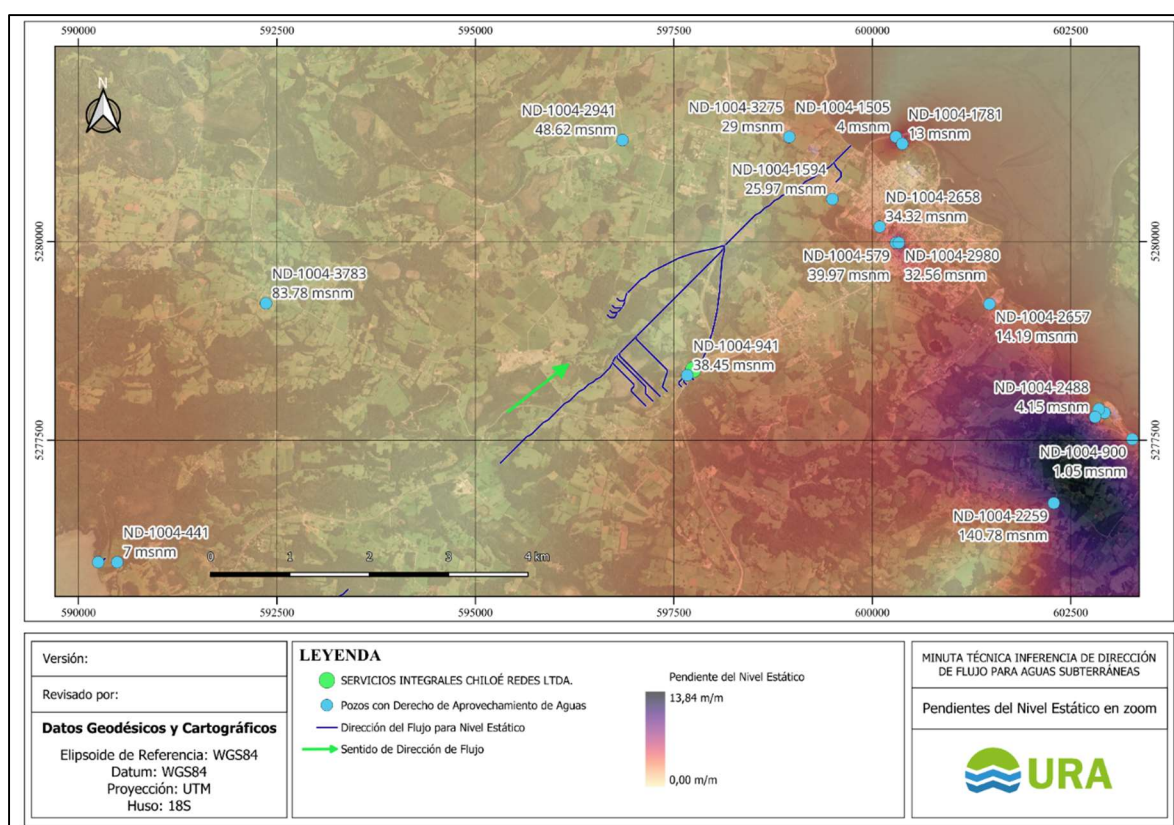 590000
592500
595000
597500
600000
602500
N
ND-1004-2941
48.62 msnm
ND-1004-3275
29 msnm
ND-1004-1505
4 msnm
ND-1004-1781
13 msnm
ND-1004-1594
25.97 msnm
ND-1004-2658
34.32 msnm
5280000
5280000
ND-1004-579
39.97 msnm
ND-1004-2980
32.56 msnm
ND-1004-3783
83.78 msnm
ND-1004-2657
14.19 msnm
ND-1004-941
38.45 msnm
ND-1004-2488
4.15 msnm
5277500
5277500
ND-1004-900
1.05 msnm
ND-1004-2259
140.78 msnm
ND-1004-441
7 msnm
0 1 2 3 4 km
590000
592500
595000
597500
600000
602500
Versión:
Revisado por:
Datos Geodésicos y Cartográficos
Elipsoide de Referencia: WGS84
Datum: WGS84
Proyección: UTM
Huso: 18S
LEYENDA
SERVICIOS INTEGRALES CHILOÉ REDES LTDA.
Pozos con Derecho de Aprovechamiento de Aguas
Dirección del Flujo para Nivel Estático
Sentido de Dirección de Flujo
Pendiente del Nivel Estático
13,84 m/m
0,00 m/m
MINUTA TÉCNICA INFERENCIA DE DIRECCIÓN
DE FLUJO PARA AGUAS SUBTERRÁNEAS
Pendientes del Nivel Estático en zoom
URA